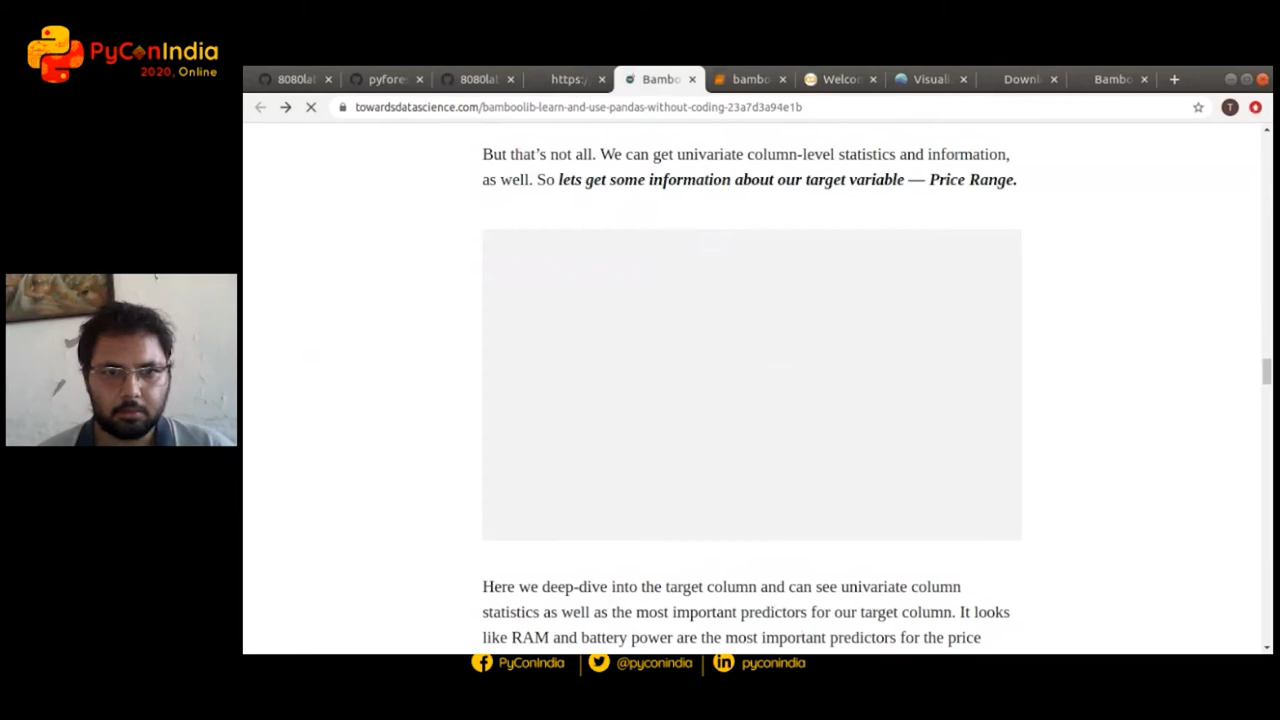 PyConIndia
2020, Online
8080lal
pyfores
8080lal
https:/
Bambo
bambo
Welcon
Visuali
Downl
Bambo
towardsdatascience.com/bamboolib-learn-and-use-pandas-without-coding-23a7d3a94e1b
T
But that's not all. We can get univariate column-level statistics and information,
as well. So lets get some information about our target variable — Price Range.
Here we deep-dive into the target column and can see univariate column
statistics as well as the most important predictors for our target column. It looks
like RAM and battery power are the most important predictors for the price
PyConIndia
@pyconindia
pyconindia